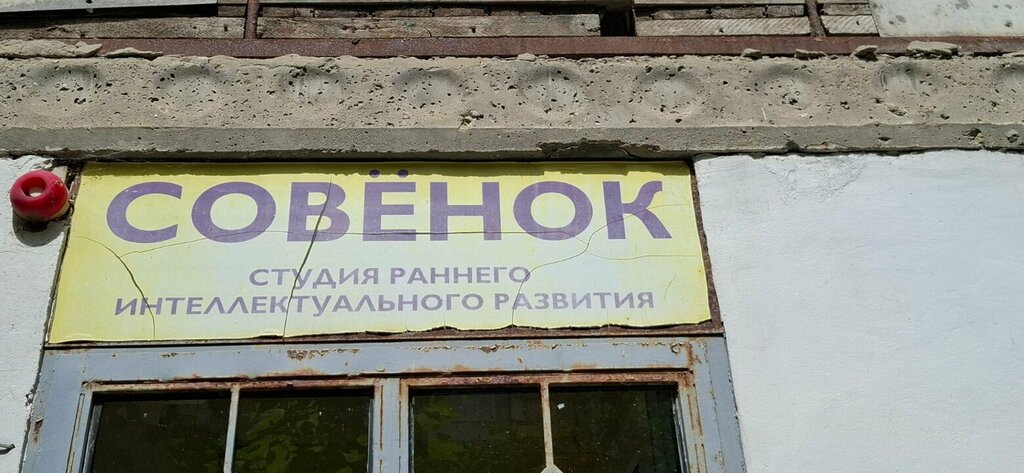 СОВЁНОК
СТУДИЯ РАННЕГО
ИНТЕЛЛЕКТУАЛЬНОГО РАЗВИТИЯ